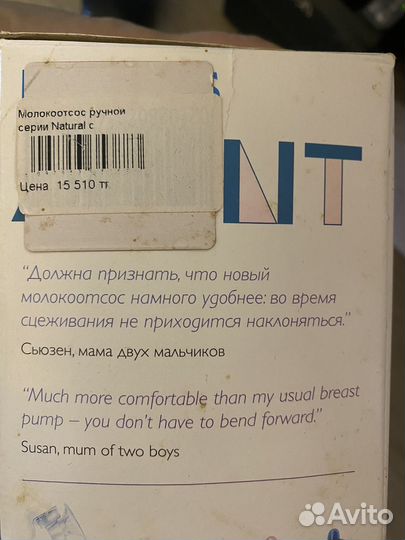 Молокоотсос ручной
серии Natural с
Цена 15 510 тг
NT
“Должна признать, что новый
молокоотсос намного удобнее: во время
сцеживания не приходится наклоняться.”
Сьюзен, мама двух мальчиков
“Much more comfortable than my usual breast
pump – you don’t have to bend forward.”
Susan, mum of two boys
Avito